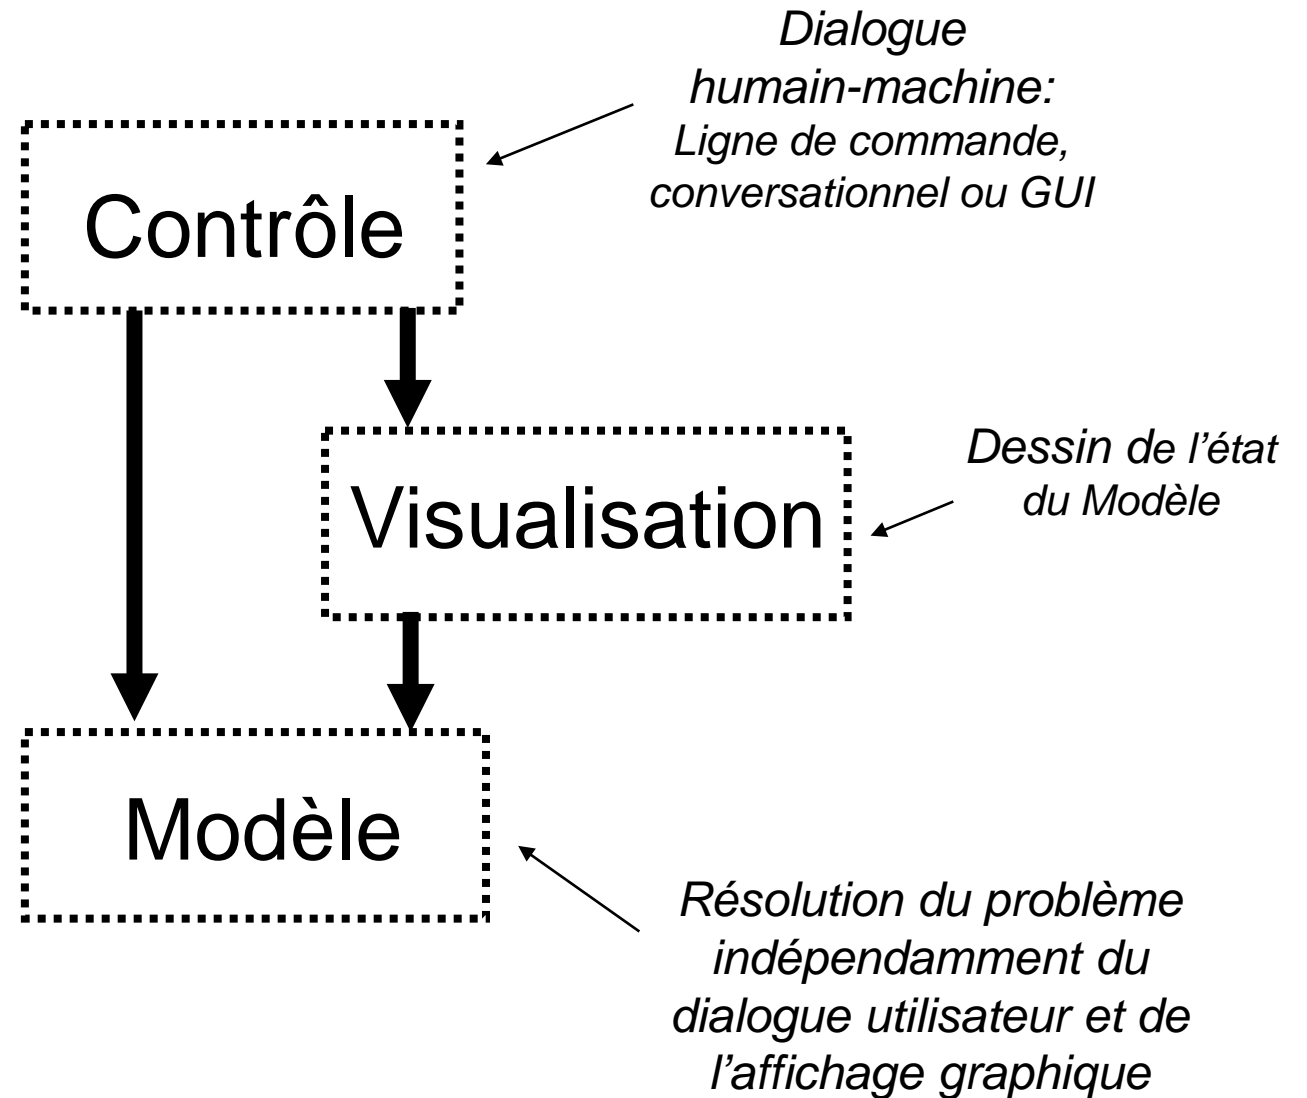 Dialogue
humain-machine:
Ligne de commande,
conversationnel ou GUI
Contrôle
Visualisation
Dessin de l’état
du Modèle
Modèle
Résolution du problème
indépendamment du
dialogue utilisateur et de
l’affichage graphique